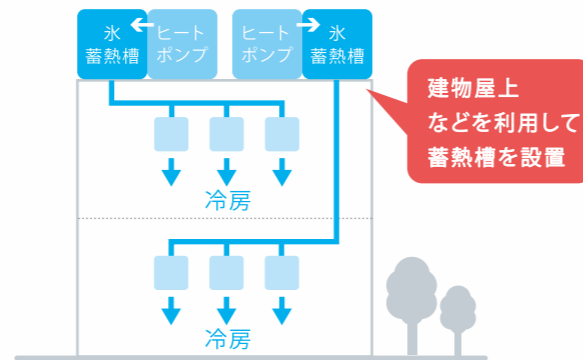 氷
蓄熱槽
ヒート
ポンプ
ヒート
ポンプ
氷
蓄熱槽
建物屋上
などを利用して
蓄熱槽を設置
冷房
冷房